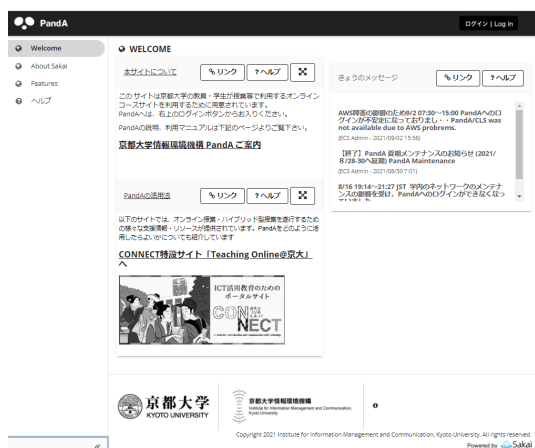 PandA
ログイン | Log in
Welcome
About Sakai
Features
ヘルプ
WELCOME
本サイトについて
リンク
? ヘルプ
この サイトは京都大学の教員・学生が授業等で利用するオンライン
コースサイトを利用するために用意されています。
PandAへは、右上のログインボタンからお入りください。
PandAの説明、利用マニュアルは下記のページよりご覧下さい。
京都大学情報環境機構 PandA ご案内
PandAの活用法
リンク
? ヘルプ
以下のサイトでは、オンライン授業・ハイブリッド型授業を遂行するため
の様々な支援情報・リソースが提供されています。PandAをどのように活
用したらよいかについても紹介しています
CONNECT特設サイト「Teaching Online@京大」
へ
ICT活用教育のための
ポータルサイト
CONNECT
きょうのメッセージ
リンク
? ヘルプ
AWS障害の影響のため9/2 07:30～15:00 PandAへのロ
グインが不安定になっておりまし・・PandA/CLS was
not available due to AWS probrems.
(ECS Admin - 2021/09/02 15:56)
【終了】PandA 夏期メンテナンスのお知らせ (2021/
8 /28-30へ延期) PandA Maintenance
(ECS Admin - 2021/08/30 7:01)
8/16 19:14～21:27 JST 学内のネットワークのメンテナ
ンスの影響を受け、PandAへのログインができなくなっ
ていました
京都大学
KYOTO UNIVERSITY
京都大学情報環境機構
Institute for Information Management and Communication,
Kyoto University
Copyright 2021 Institute for Information Management and Communication, Kyoto University. All rights reserved.
Powered by Sakai